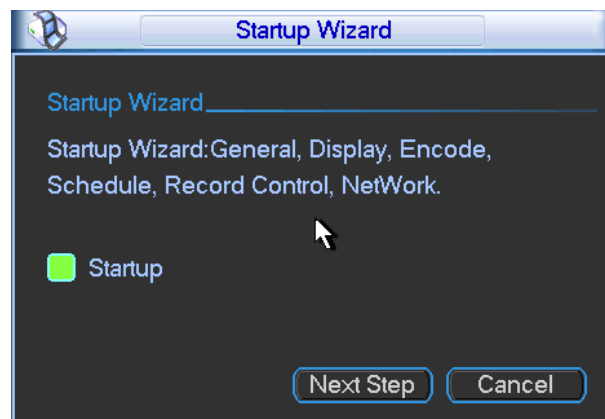 Startup Wizard
Startup Wizard
Startup Wizard:General, Display, Encode,
Schedule, Record Control, NetWork.
Startup
Next Step Cancel